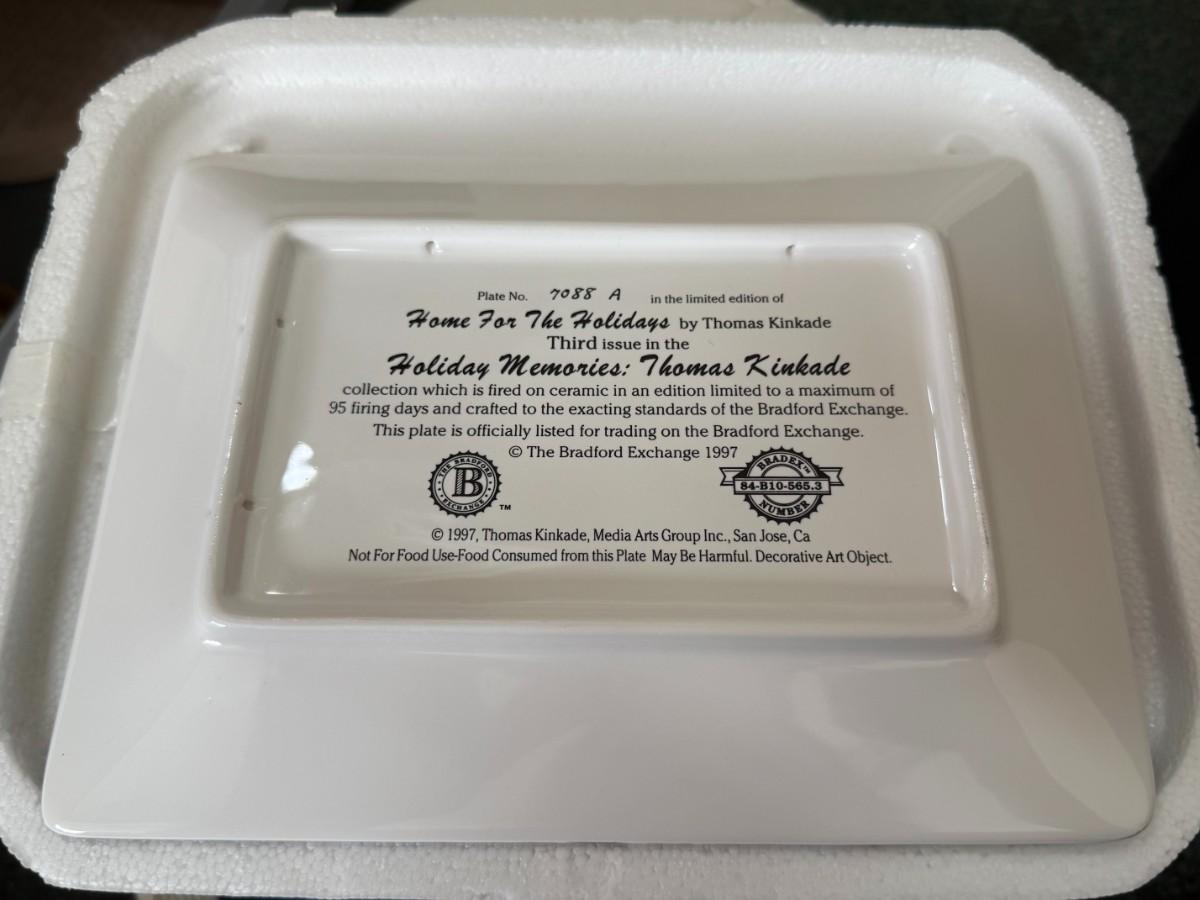 Plate No. 7088 A in the limited edition of
Home For The Holidays by Thomas Kinkade
Third issue in the
Holiday Memories: Thomas Kinkade
collection which is fired on ceramic in an edition limited to a maximum of
95 firing days and crafted to the exacting standards of the Bradford Exchange.
This plate is officially listed for trading on the Bradford Exchange.
© The Bradford Exchange 1997
THE BRADFORD
B
EXCHANGE
TM
BRADEX™
84-B10-565.3
NUMBER
© 1997, Thomas Kinkade, Media Arts Group Inc., San Jose, Ca
Not For Food Use-Food Consumed from this Plate May Be Harmful. Decorative Art Object.